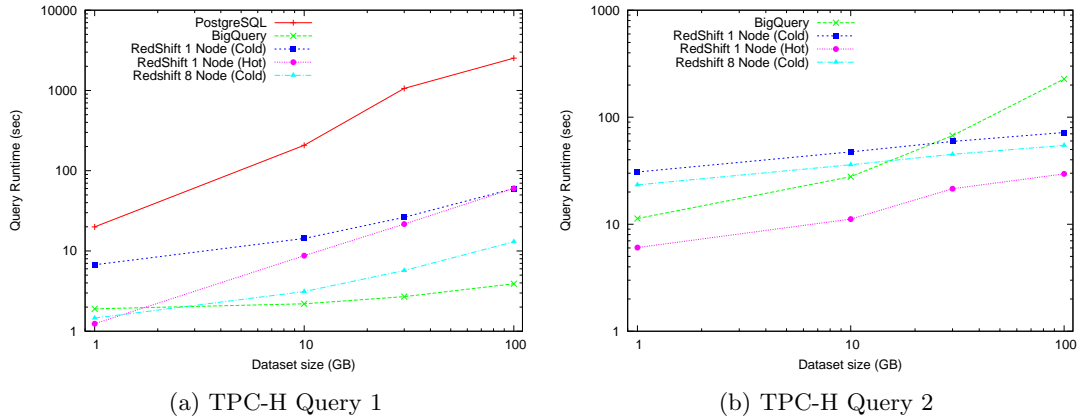 10000
1000
100
10
1
Query Runtime (sec)
PostgreSQL
BigQuery
RedShift 1 Node (Cold)
RedShift 1 Node (Hot)
Redshift 8 Node (Cold)
1
10
100
Dataset size (GB)
(a) TPC-H Query 1
1000
100
10
1
Query Runtime (sec)
BigQuery
RedShift 1 Node (Cold)
RedShift 1 Node (Hot)
Redshift 8 Node (Cold)
1
10
100
Dataset size (GB)
(b) TPC-H Query 2